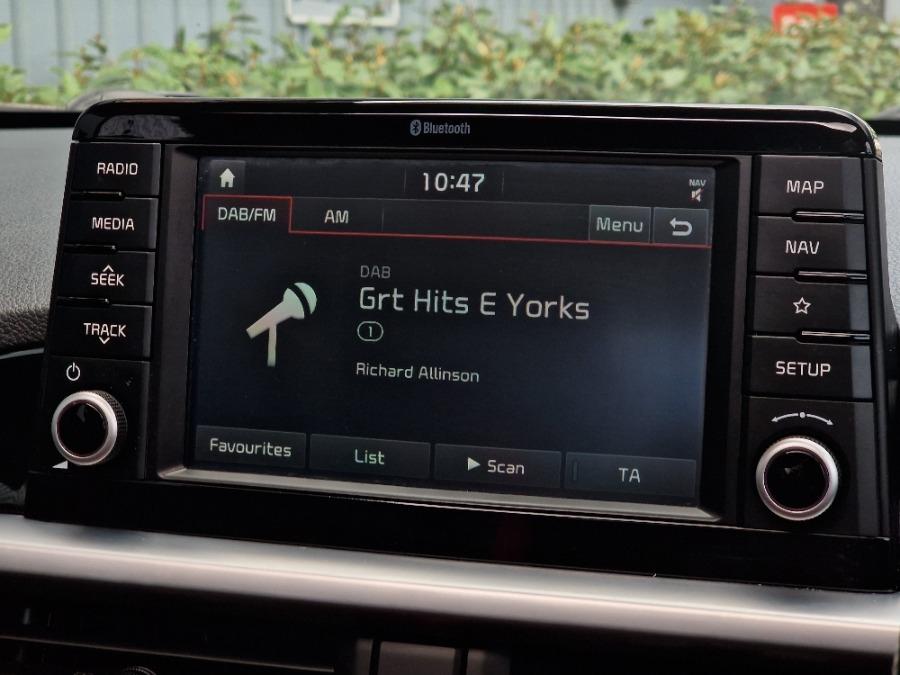 Bluetooth
RADIO
MEDIA
SEEK
TRACK
10:47
NAV
DAB/FM
AM
Menu
DAB
Grt Hits E Yorks
1
Richard Allinson
Favourites
List
Scan
TA
MAP
NAV
SETUP